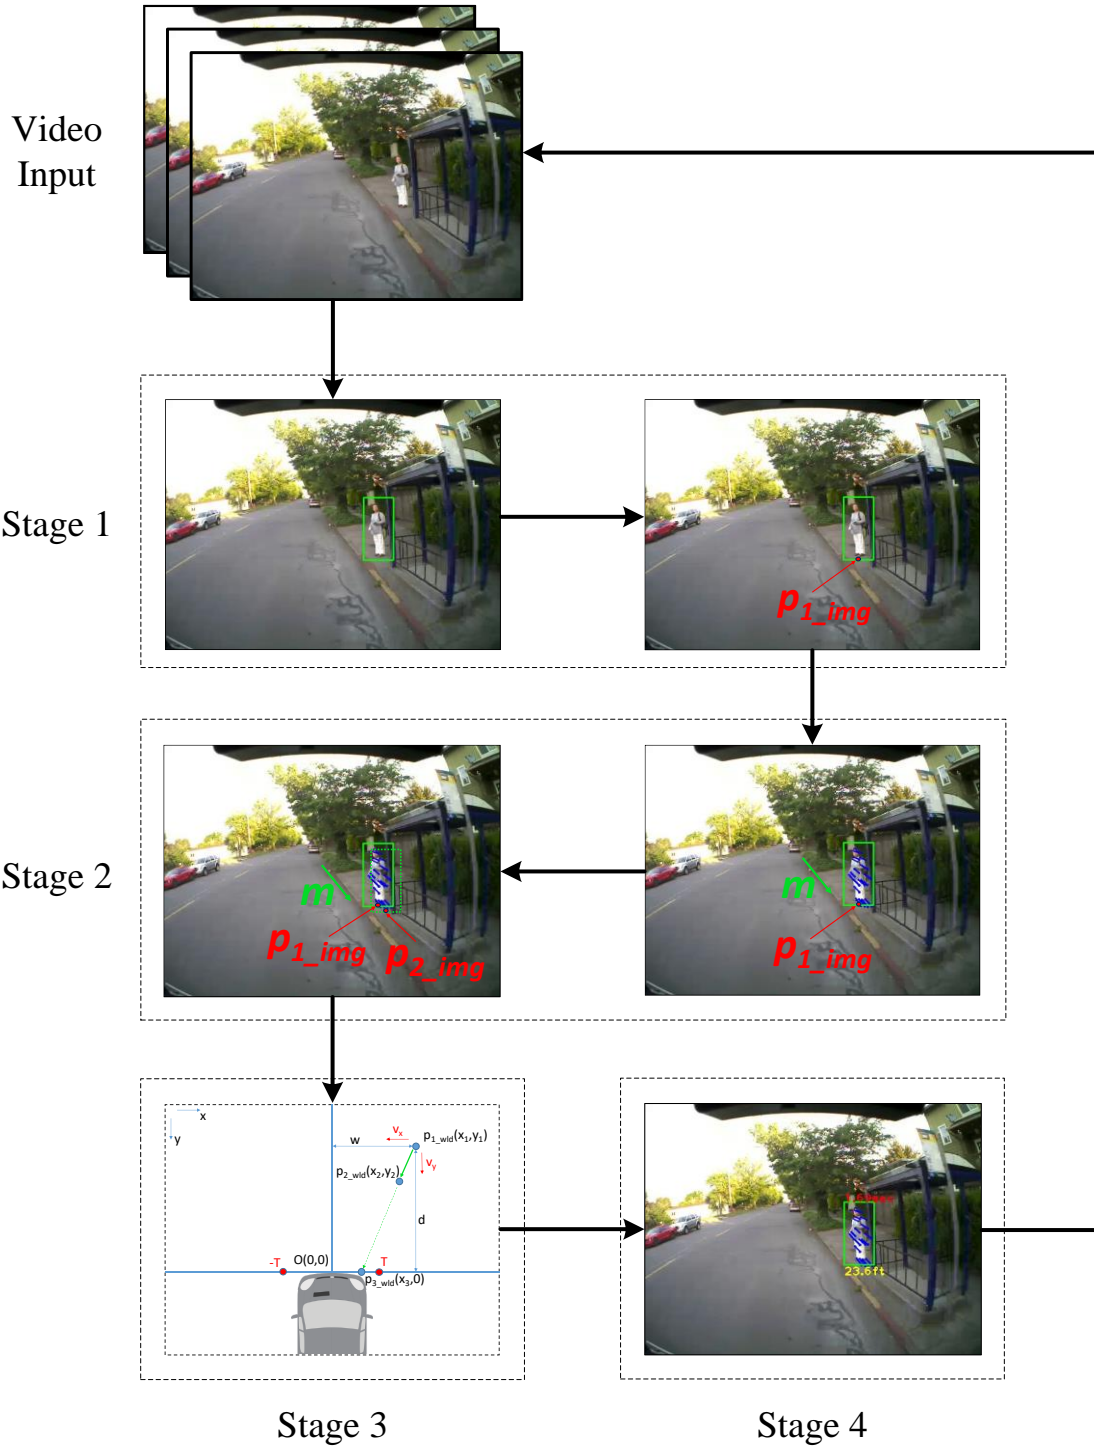 Video
Input
Stage 1
p1_img
Stage 2
m
p1_img
p2_img
m
p1_img
x
y
w
vx
p1_wld(x1,y1)
vy
p2_wld(x2,y2)
d
O(0,0)
-T
T
p3_wld(x3,0)
23.6ft
Stage 3
Stage 4